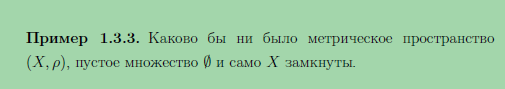 Пример 1.3.3. Каково бы ни было метрическое пространство
(X, ρ), пустое множество ∅ и само X замкнуты.